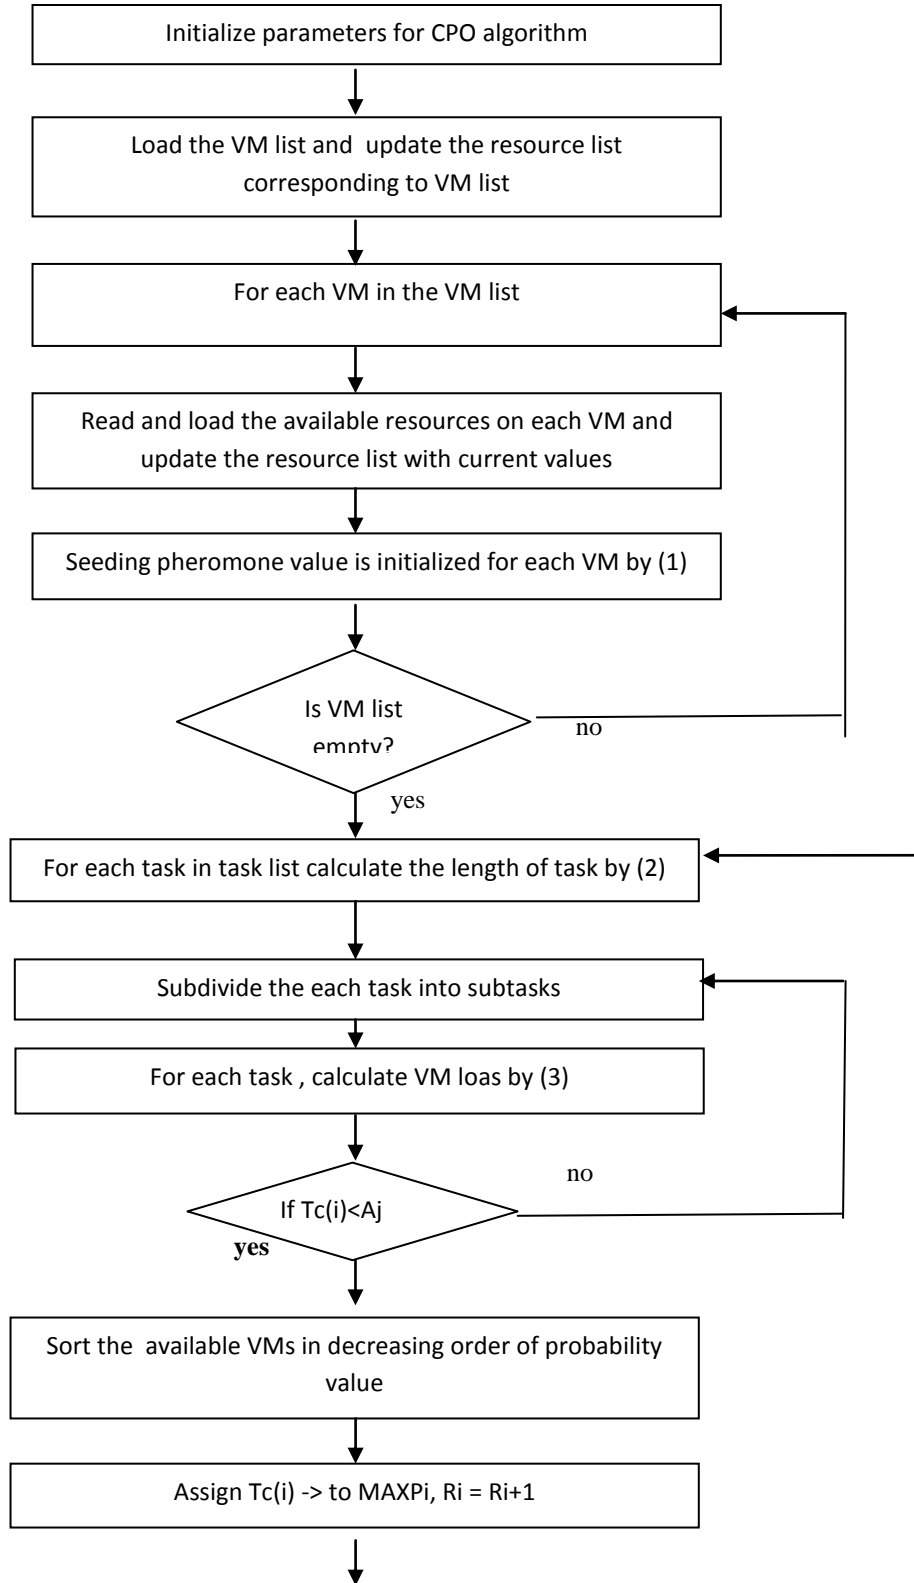 Initialize parameters for CPO algorithm
Load the VM list and update the resource list
corresponding to VM list
For each VM in the VM list
Read and load the available resources on each VM and
update the resource list with current values
Seeding pheromone value is initialized for each VM by (1)
Is VM list
empty?
no
yes
For each task in task list calculate the length of task by (2)
Subdivide the each task into subtasks
For each task , calculate VM loas by (3)
no
If Tc(i)<Aj
yes
Sort the available VMs in decreasing order of probability
value
Assign Tc(i) -> to MAXPi, Ri = Ri+1